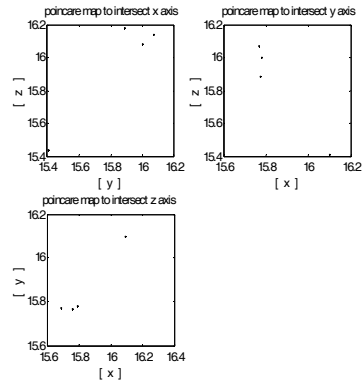 poincare map to intersect x axis
16.2
16
15.8
15.6
15.4
[ z ]
15.4 15.6 15.8 16 16.2
[ y ]
poincare map to intersect y axis
16.2
16
15.8
15.6
15.4
[ z ]
15.6 15.8 16 16.2
[ x ]
poincare map to intersect z axis
16.2
16
15.8
15.6
[ y ]
15.6 15.8 16 16.2 16.4
[ x ]